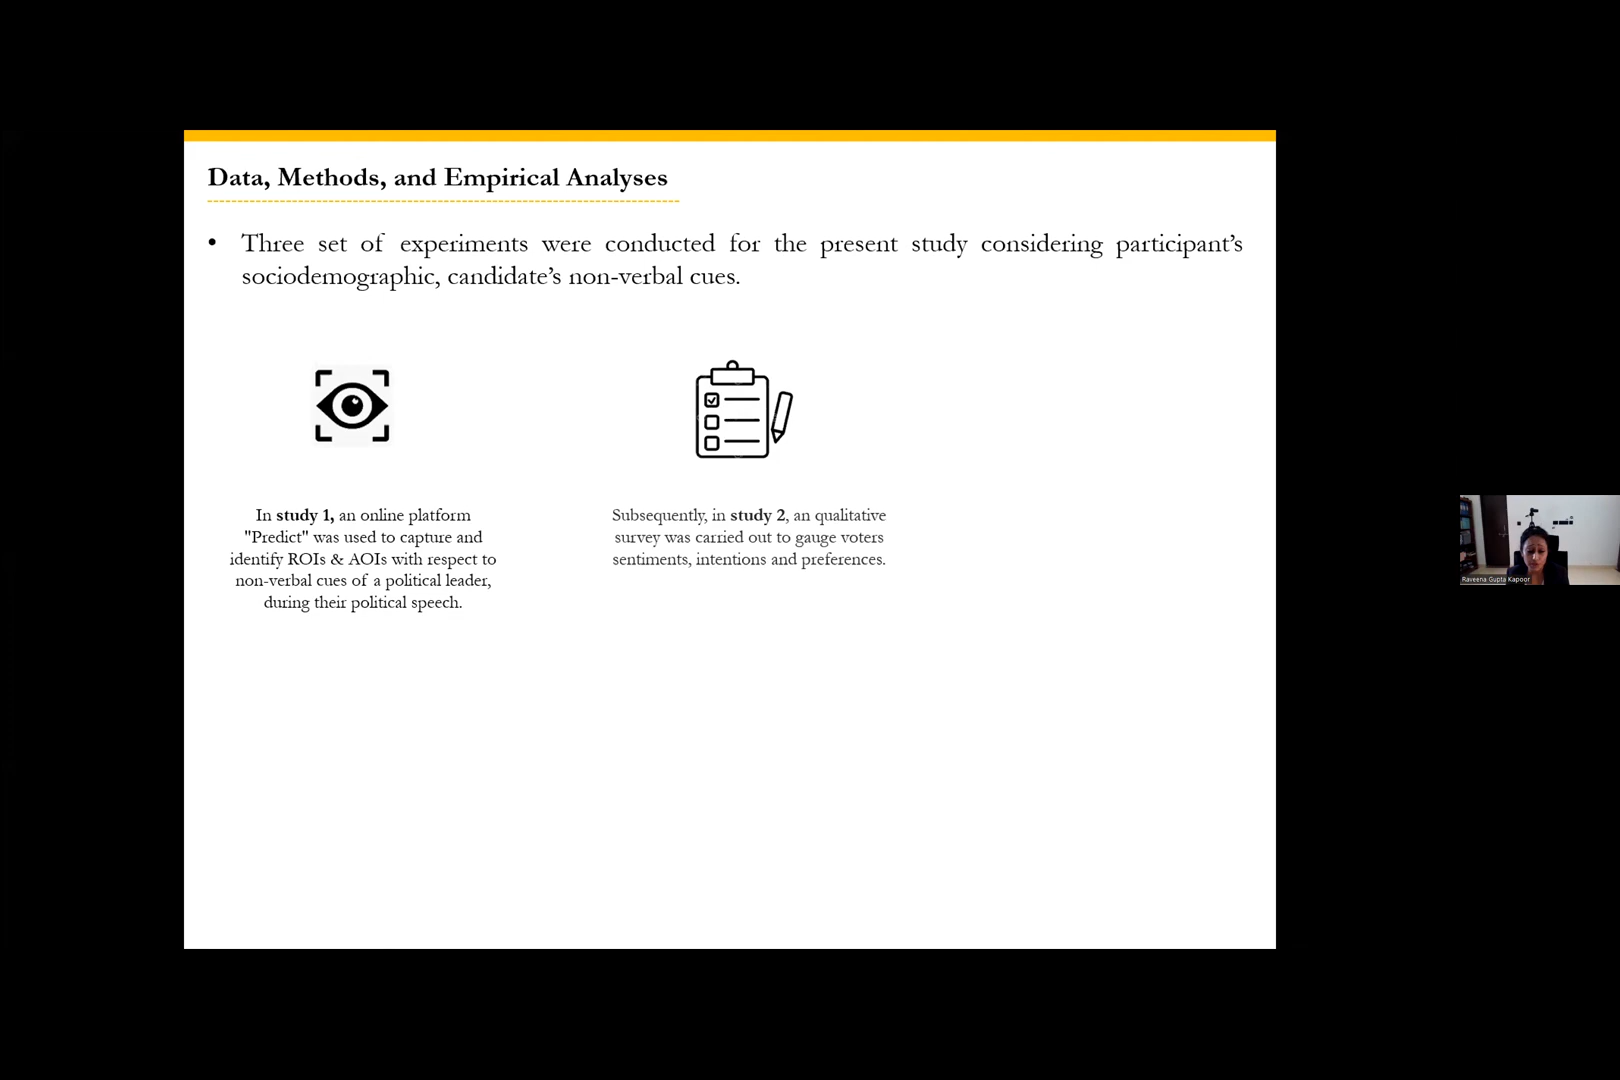 Data, Methods, and Empirical Analyses
• Three set of experiments were conducted for the present study considering participant’s
sociodemographic, candidate’s non-verbal cues.
In study 1, an online platform
"Predict" was used to capture and
identify ROIs & AOIs with respect to
non-verbal cues of a political leader,
during their political speech.
Subsequently, in study 2, an qualitative
survey was carried out to gauge voters
sentiments, intentions and preferences.
Raveena Gupta Kapoor